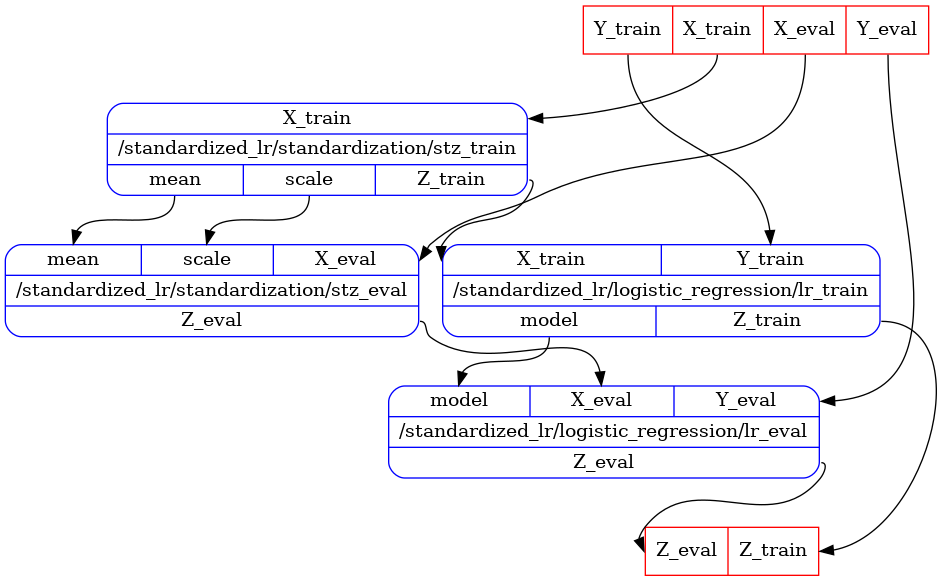 Y_train X_train X_eval Y_eval
X_train
/standardized_lr/standardization/stz_train
mean scale Z_train
mean scale X_eval
/standardized_lr/standardization/stz_eval
Z_eval
X_train Y_train
/standardized_lr/logistic_regression/lr_train
model Z_train
model X_eval Y_eval
/standardized_lr/logistic_regression/lr_eval
Z_eval
Z_eval Z_train